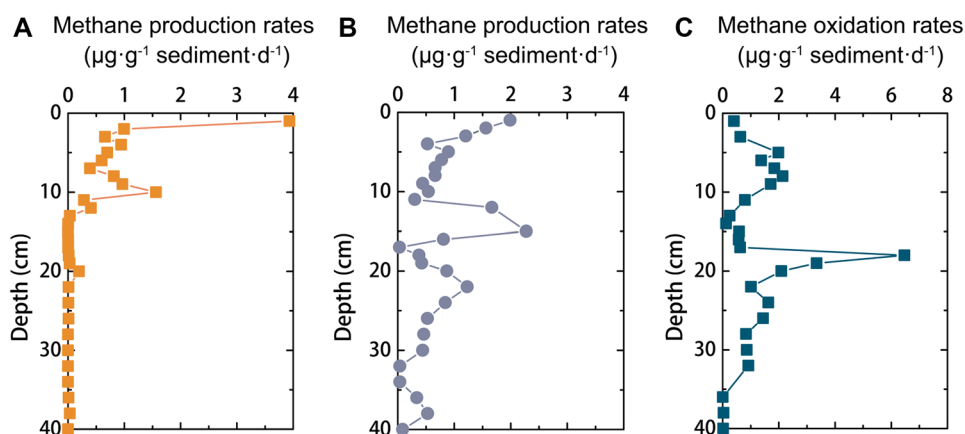 A Methane production rates
(µg·g⁻¹ sediment·d⁻¹)
0 1 2 3 4
0
10
20
30
40
Depth (cm)
B Methane production rates
(µg·g⁻¹ sediment·d⁻¹)
0 1 2 3 4
0
10
20
30
40
Depth (cm)
C Methane oxidation rates
(µg·g⁻¹ sediment·d⁻¹)
0 2 4 6 8
0
10
20
30
40
Depth (cm)